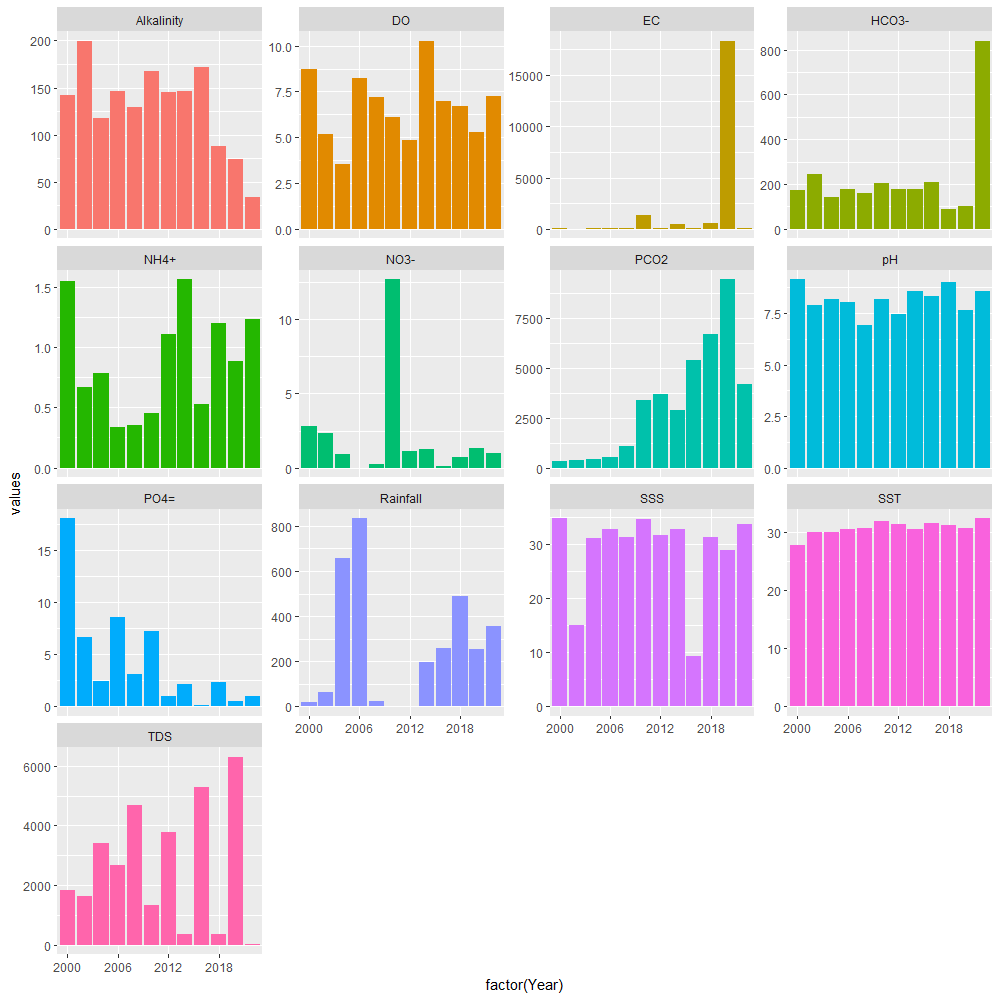 Alkalinity
DO
EC
HCO3-
200
150
100
50
0
10.0
7.5
5.0
2.5
0.0
15000
10000
5000
0
800
600
400
200
0
NH4+
NO3-
PCO2
pH
1.5
1.0
0.5
0.0
10
5
0
7500
5000
2500
0
7.5
5.0
2.5
0.0
values
PO4=
Rainfall
SSS
SST
15
10
5
0
800
600
400
200
0
30
20
10
0
30
20
10
0
2000 2006 2012 2018
2000 2006 2012 2018
2000 2006 2012 2018
TDS
6000
4000
2000
0
2000 2006 2012 2018
factor(Year)